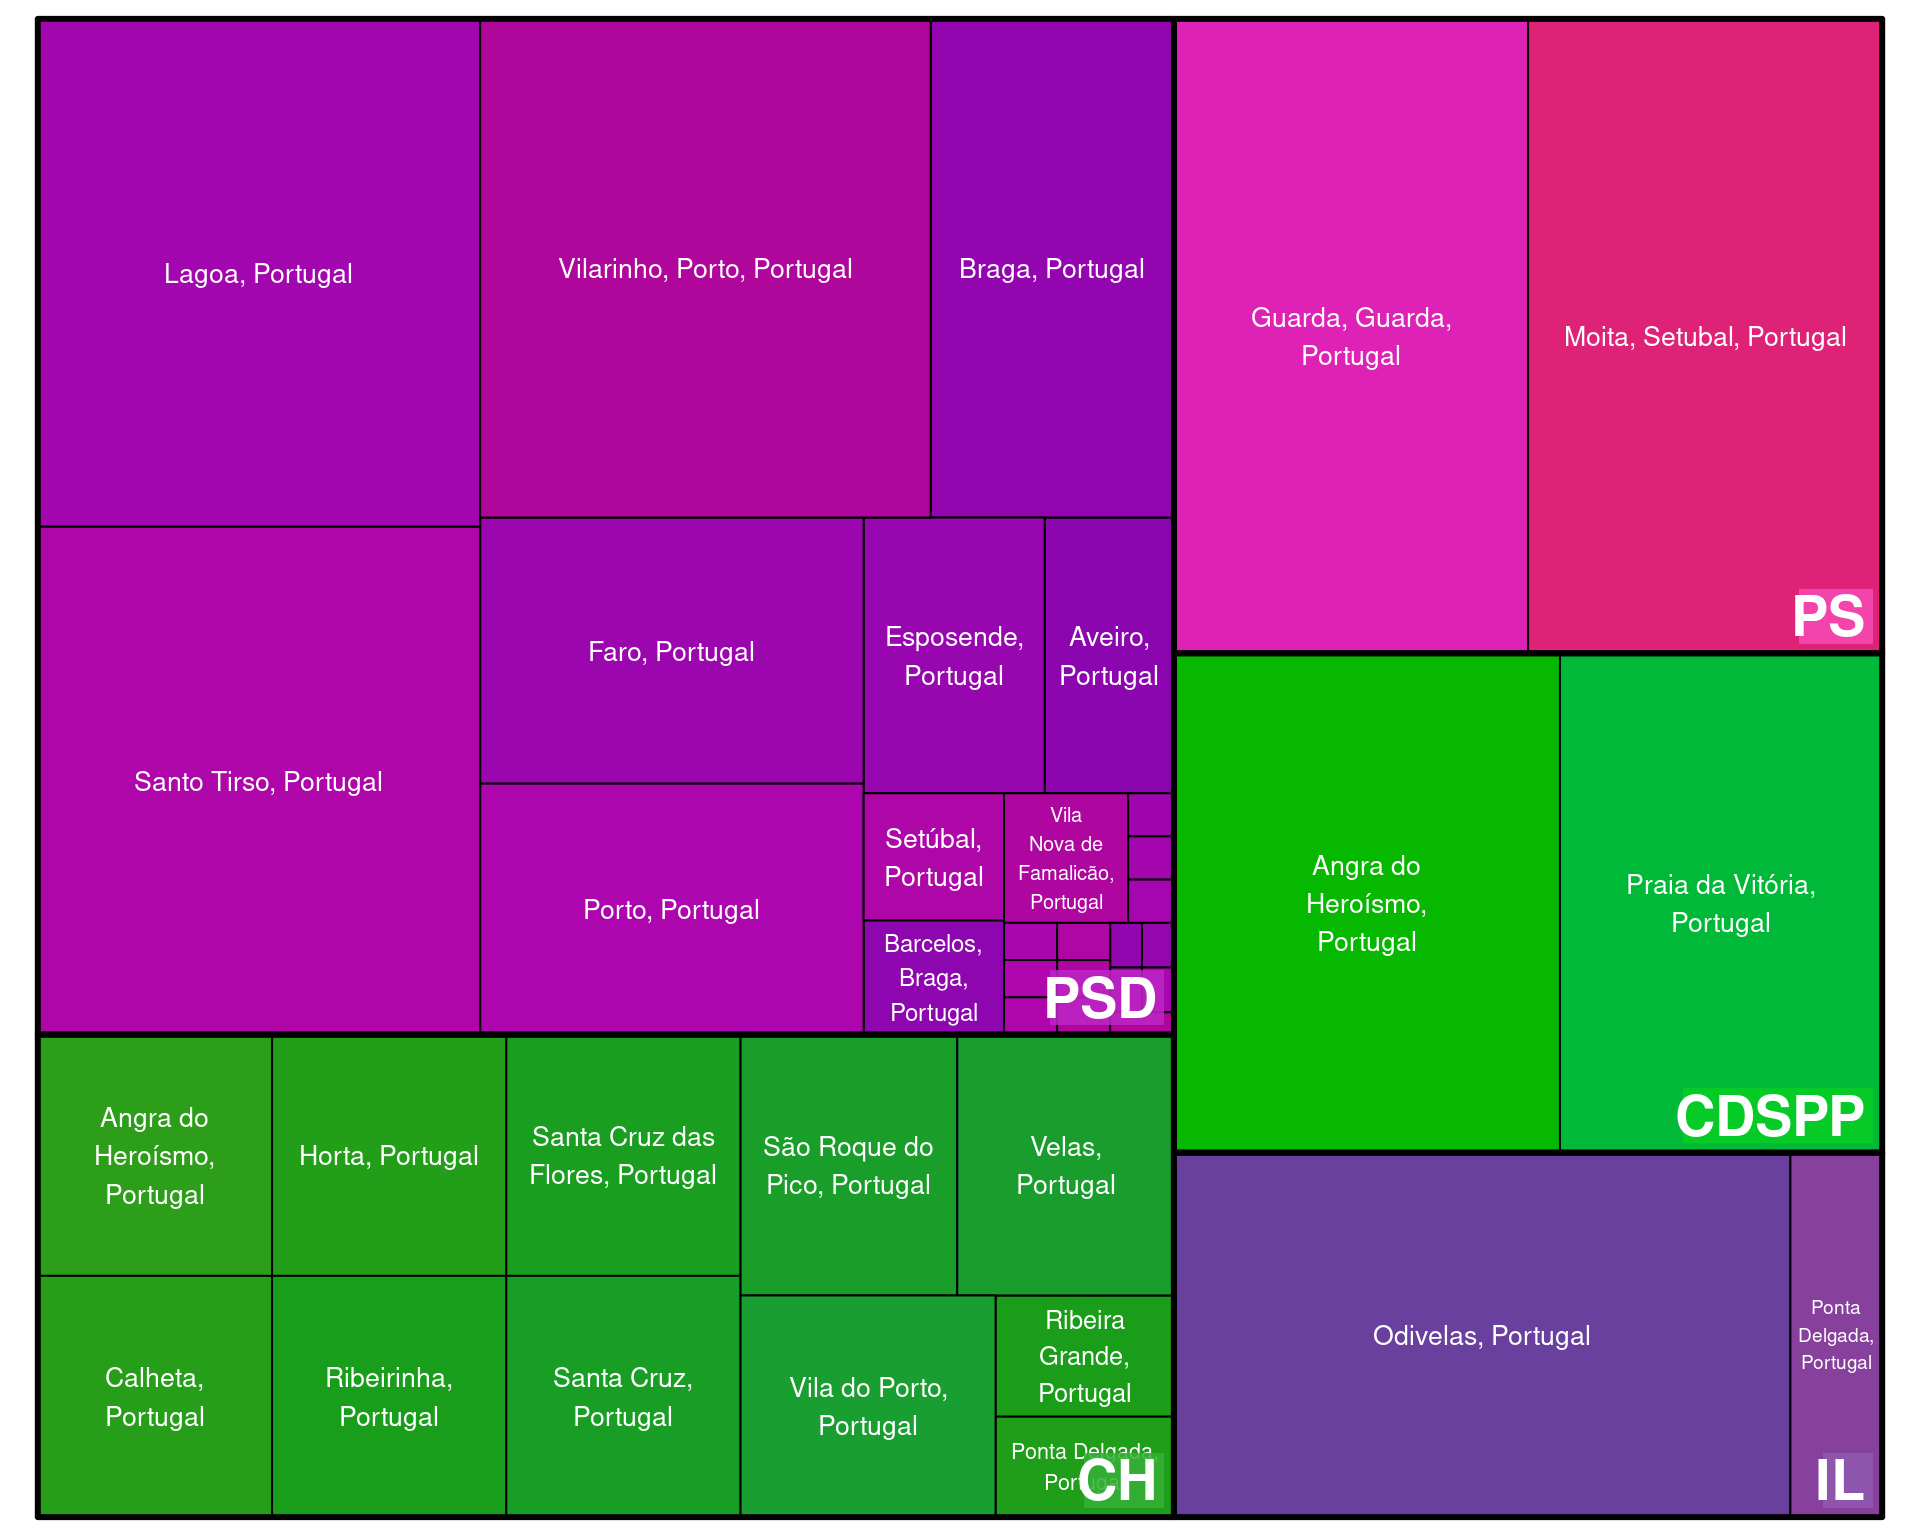 Lagoa, Portugal
Vilarinho, Porto, Portugal
Braga, Portugal
Santo Tirso, Portugal
Faro, Portugal
Esposende,
Portugal
Aveiro,
Portugal
Porto, Portugal
Setúbal,
Portugal
Vila
Nova de
Famalicão,
Portugal
Barcelos,
Braga,
Portugal
PSD
Guarda, Guarda,
Portugal
Moita, Setubal, Portugal
PS
Angra do
Heroísmo,
Portugal
Praia da Vitória,
Portugal
CDSPP
Angra do
Heroísmo,
Portugal
Horta, Portugal
Santa Cruz das
Flores, Portugal
São Roque do
Pico, Portugal
Velas,
Portugal
Calheta,
Portugal
Ribeirinha,
Portugal
Santa Cruz,
Portugal
Vila do Porto,
Portugal
Ribeira
Grande,
Portugal
Ponta Delgada,
Portugal
CH
Odivelas, Portugal
Ponta
Delgada,
Portugal
IL